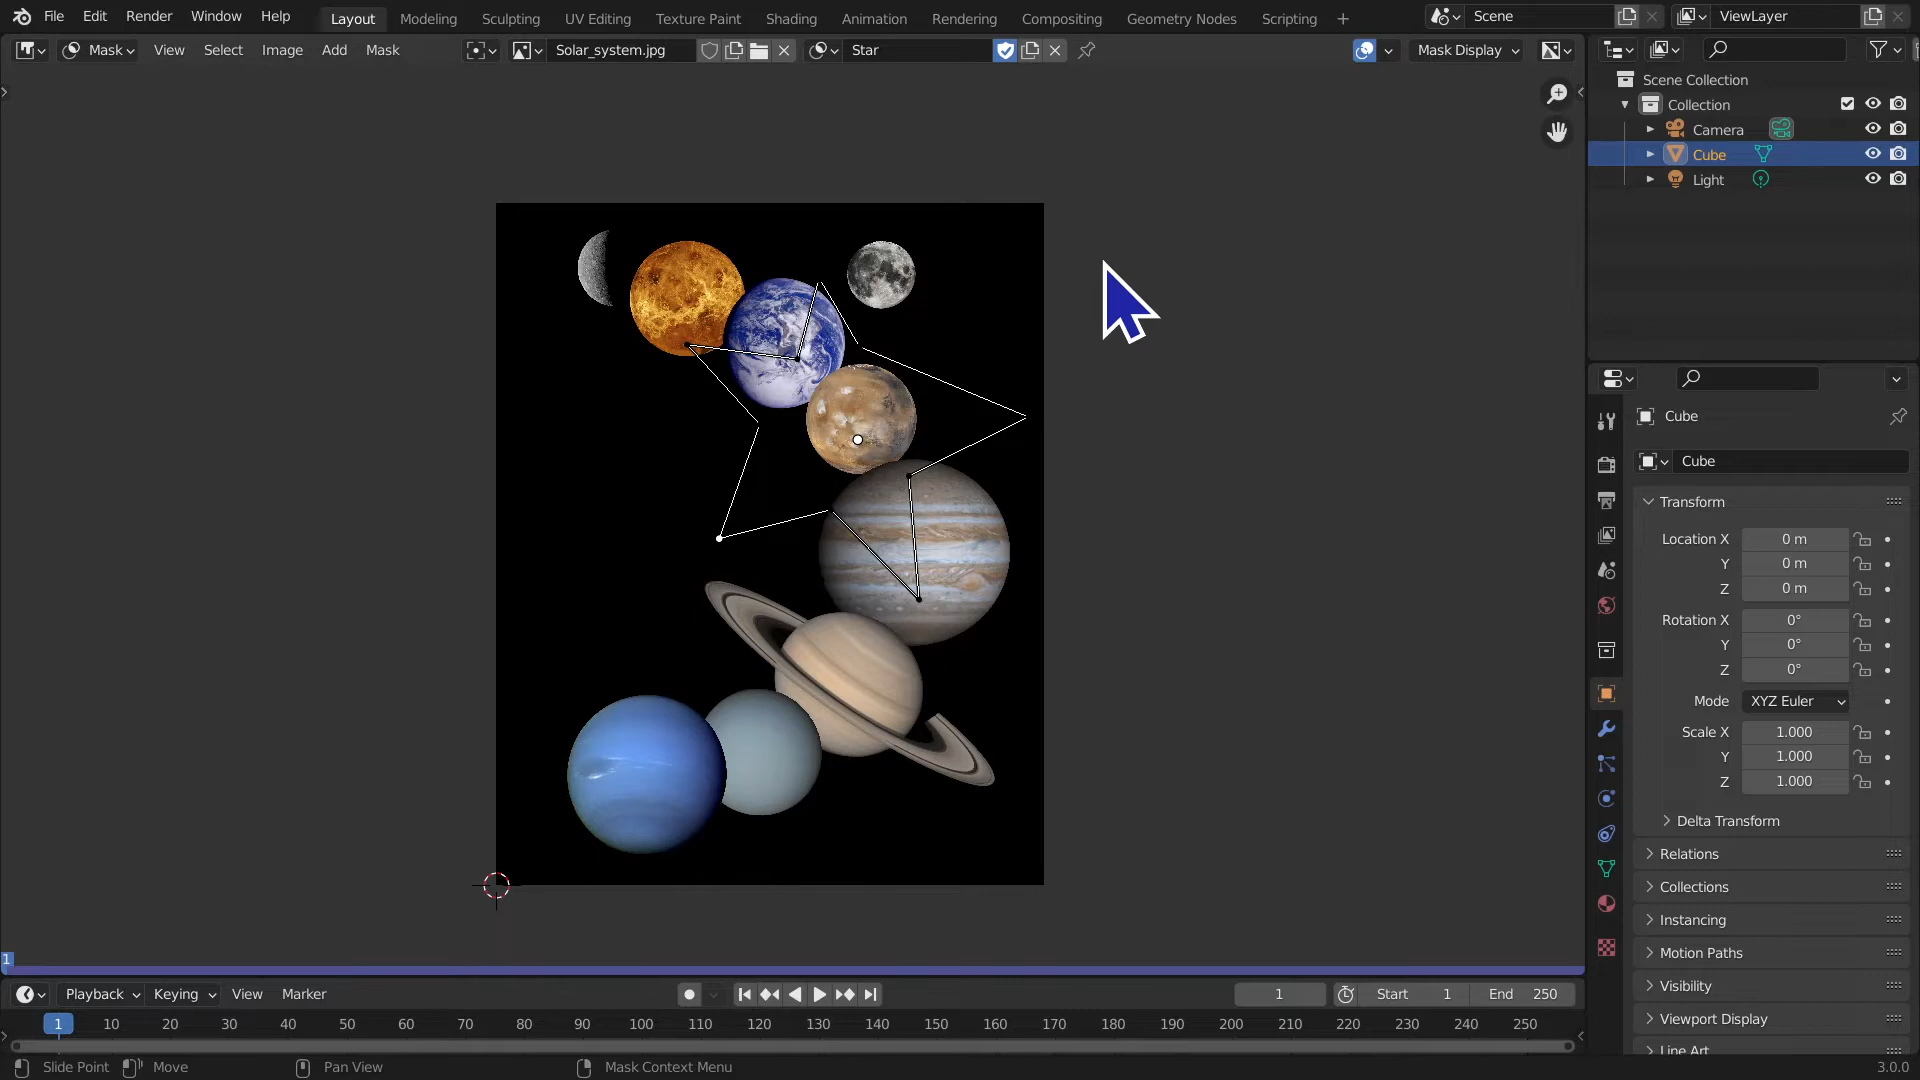 File Edit Render Window Help Layout Modeling Sculpting UV Editing Texture Paint Shading Animation Rendering Compositing Geometry Nodes Scripting + Scene ViewLayer
Mask View Select Image Add Mask Solar_system.jpg Star Mask Display
Scene Collection
Collection
Camera
Cube
Light
Cube
Cube
Transform
Location X 0 m
Y 0 m
Z 0 m
Rotation X 0°
Y 0°
Z 0°
Mode XYZ Euler
Scale X 1.000
Y 1.000
Z 1.000
Delta Transform
Relations
Collections
Instancing
Motion Paths
Visibility
Viewport Display
Line Art
1
Playback Keying View Marker 1 Start 1 End 250
1 10 20 30 40 50 60 70 80 90 100 110 120 130 140 150 160 170 180 190 200 210 220 230 240 250
Slide Point Move Pan View Mask Context Menu 3.0.0